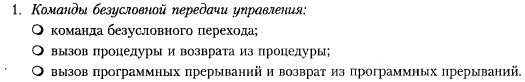 1. Команды безусловной передачи управления:
○ команда безусловного перехода;
○ вызов процедуры и возврата из процедуры;
○ вызов программных прерываний и возврат из программных прерываний.